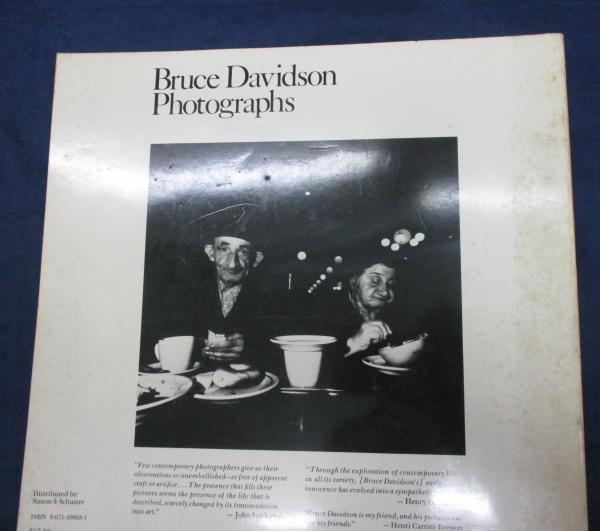 Bruce Davidson
Photographs
"Few contemporary photographers give us their
observations so unembellished—so free of apparent
craft or artifice . . . The presence that fills these
pictures seems the presence of the life that is
described, scarcely changed by its transmutation
into art."
— John
"Through the exploration of contemporary life
in all its variety, [Bruce Davidson's] early
innocence has evolved into a sympathetic
— Henry
Bruce Davidson is my friend, and his pictures are
my friends."
— Henri Cartier-Bresson
Distributed by
Simon & Schuster
ISBN 0-671-40068-1